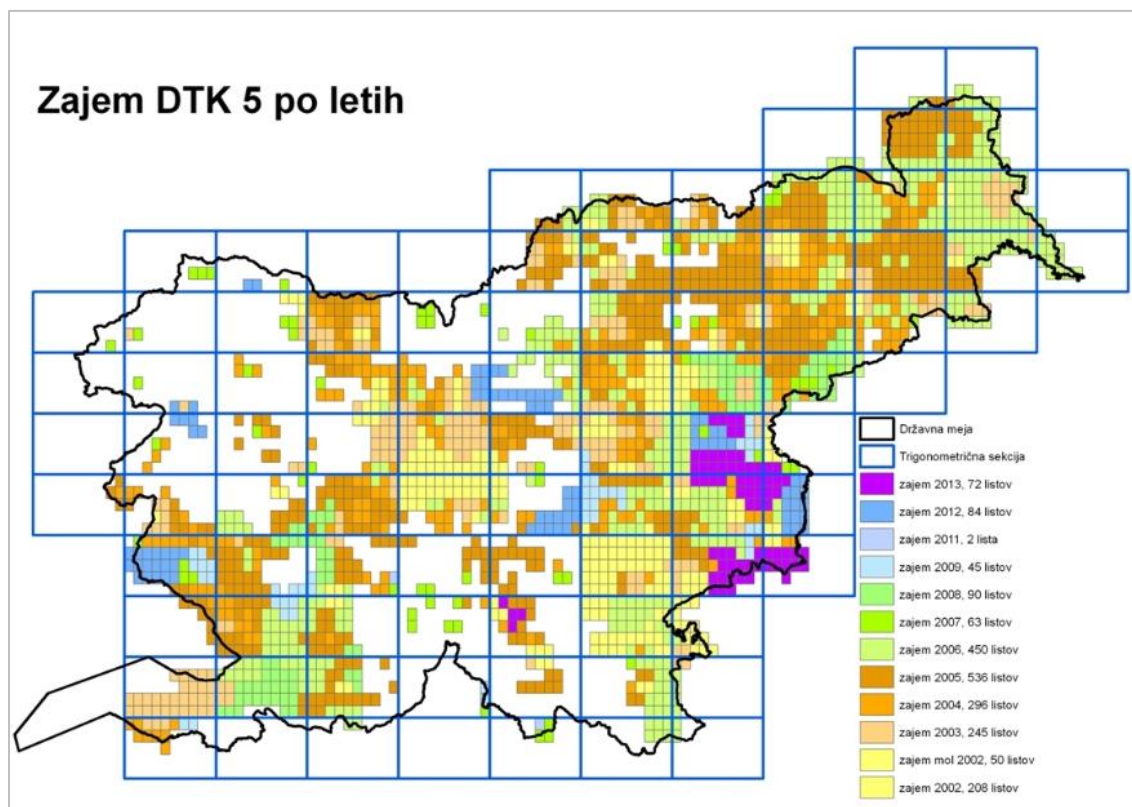 Zajem DTK 5 po letih
Državna meja
Trigonometrična sekcija
zajem 2013, 72 listov
zajem 2012, 84 listov
zajem 2011, 2 lista
zajem 2009, 45 listov
zajem 2008, 90 listov
zajem 2007, 63 listov
zajem 2006, 450 listov
zajem 2005, 536 listov
zajem 2004, 296 listov
zajem 2003, 245 listov
zajem mol 2002, 50 listov
zajem 2002, 208 listov